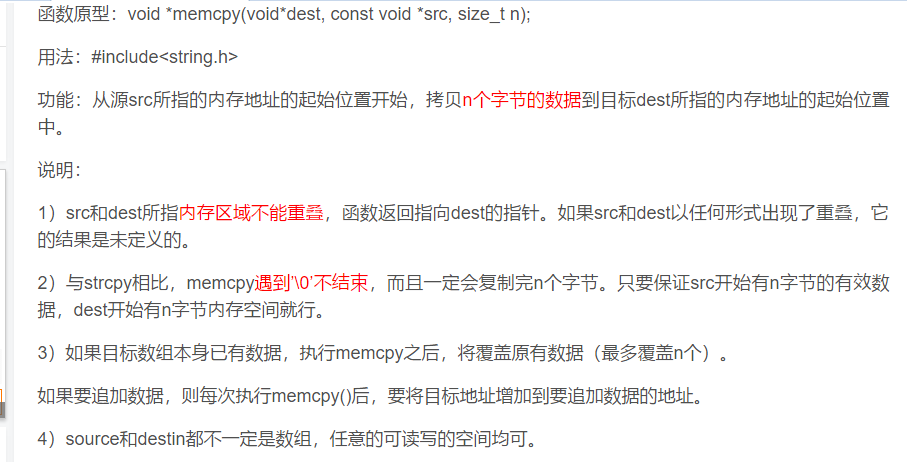 函数原型：void *memcpy(void*dest, const void *src, size_t n);
用法：#include<string.h>
功能：从源src所指的内存地址的起始位置开始，拷贝n个字节的数据到目标dest所指的内存地址的起始位置
中。
说明：
1）src和dest所指内存区域不能重叠，函数返回指向dest的指针。如果src和dest以任何形式出现了重叠，它
的结果是未定义的。
2）与strcpy相比，memcpy遇到'\0'不结束，而且一定会复制完n个字节。只要保证src开始有n字节的有效数
据，dest开始有n字节内存空间就行。
3）如果目标数组本身已有数据，执行memcpy之后，将覆盖原有数据（最多覆盖n个）。
如果要追加数据，则每次执行memcpy()后，要将目标地址增加到要追加数据的地址。
4）source和destin都不一定是数组，任意的可读写的空间均可。